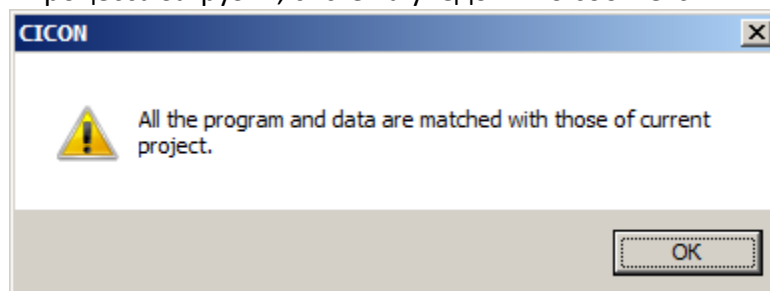 CICON
All the program and data are matched with those of current
project.
OK